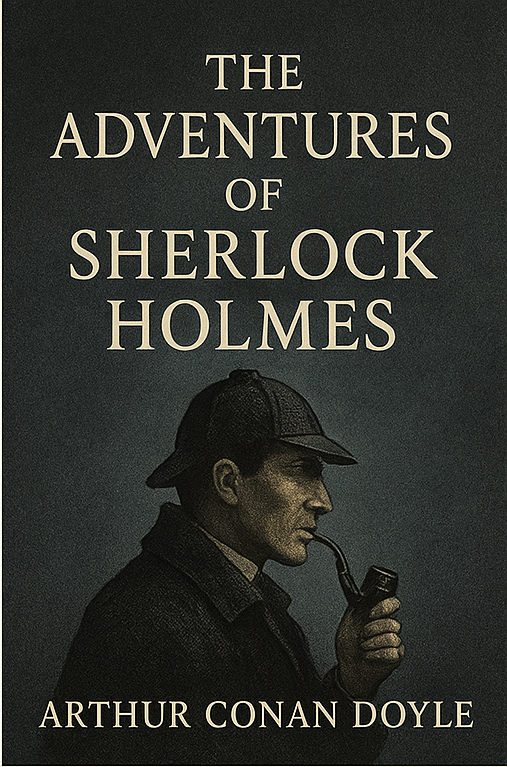 THE
ADVENTURES
OF
SHERLOCK
HOLMES
ARTHUR CONAN DOYLE